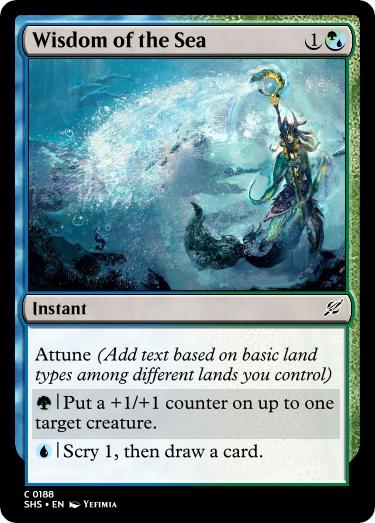 Wisdom of the Sea 1
Instant
Attune (Add text based on basic land
types among different lands you control)
| Put a +1/+1 counter on up to one
target creature.
| Scry 1, then draw a card.
C 0188
SHS • EN Yefimia